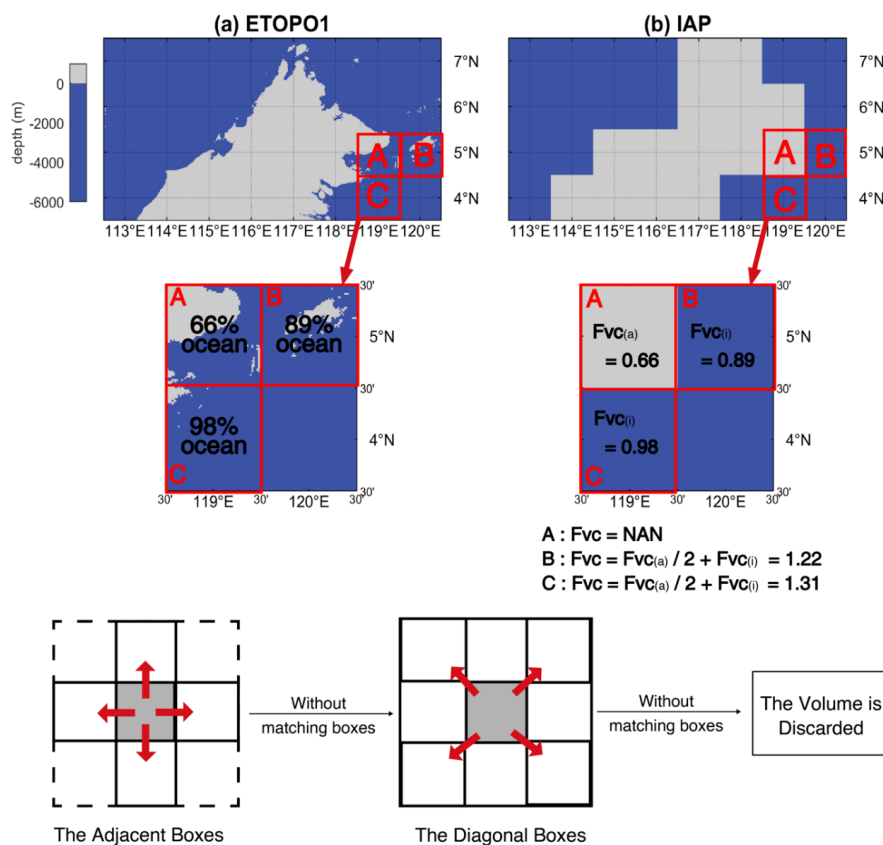 (a) ETOPO1
(b) IAP
depth (m)
0
-2000
-4000
-6000
7°N
6°N
5°N
4°N
113°E 114°E 115°E 116°E 117°E 118°E 119°E 120°E
A B
C
7°N
6°N
5°N
4°N
113°E 114°E 115°E 116°E 117°E 118°E 119°E 120°E
A B
C
A
66%
ocean
B
89%
ocean
98%
ocean
C
30'
5°N
4°N
30'
30' 119°E 30' 120°E 30'
A
Fvc(a)
= 0.66
B
Fvc(i)
= 0.89
Fvc(i)
= 0.98
C
30'
5°N
4°N
30'
30' 119°E 30' 120°E 30'
A : Fvc = NAN
B : Fvc = Fvc(a) / 2 + Fvc(i) = 1.22
C : Fvc = Fvc(a) / 2 + Fvc(i) = 1.31
Without
matching boxes
Without
matching boxes
The Volume is
Discarded
The Adjacent Boxes
The Diagonal Boxes